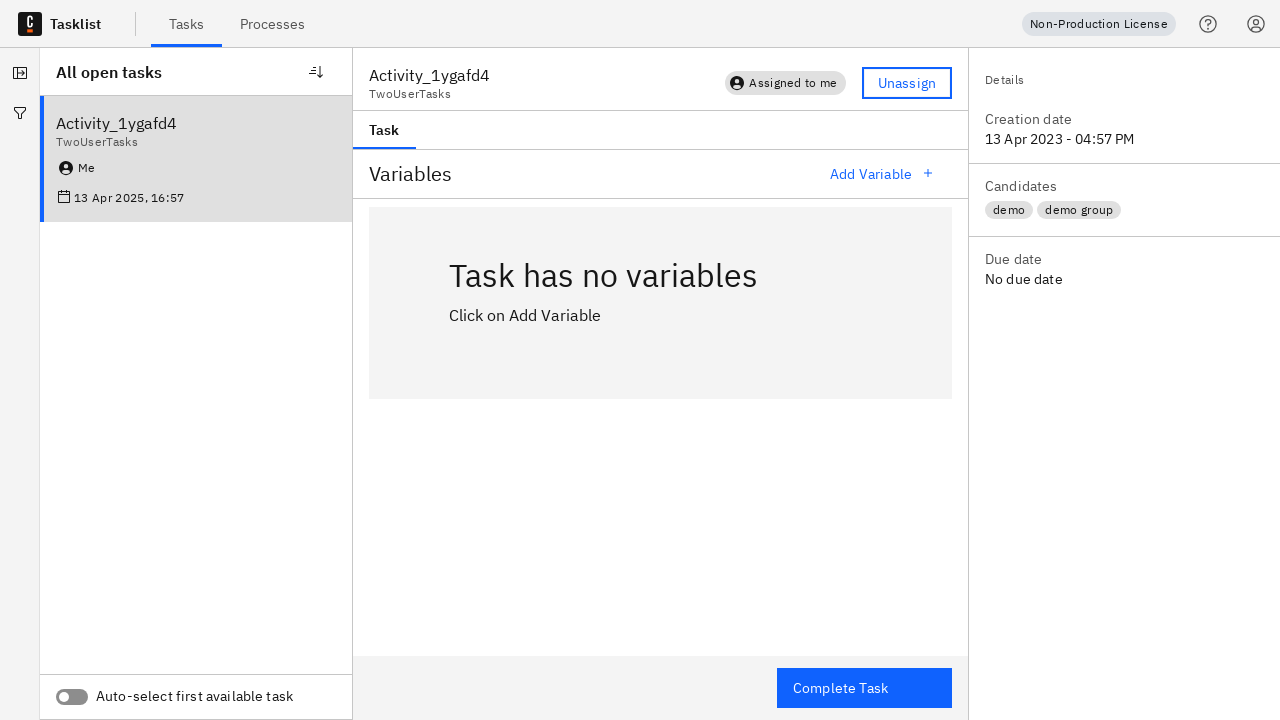 Tasklist
Tasks
Processes
Non-Production License
All open tasks
Activity_1ygafd4
TwoUserTasks
Me
13 Apr 2025, 16:57
Auto-select first available task
Activity_1ygafd4
TwoUserTasks
Assigned to me
Unassign
Task
Variables
Add Variable
Task has no variables
Click on Add Variable
Complete Task
Details
Creation date
13 Apr 2023 - 04:57 PM
Candidates
demo
demo group
Due date
No due date